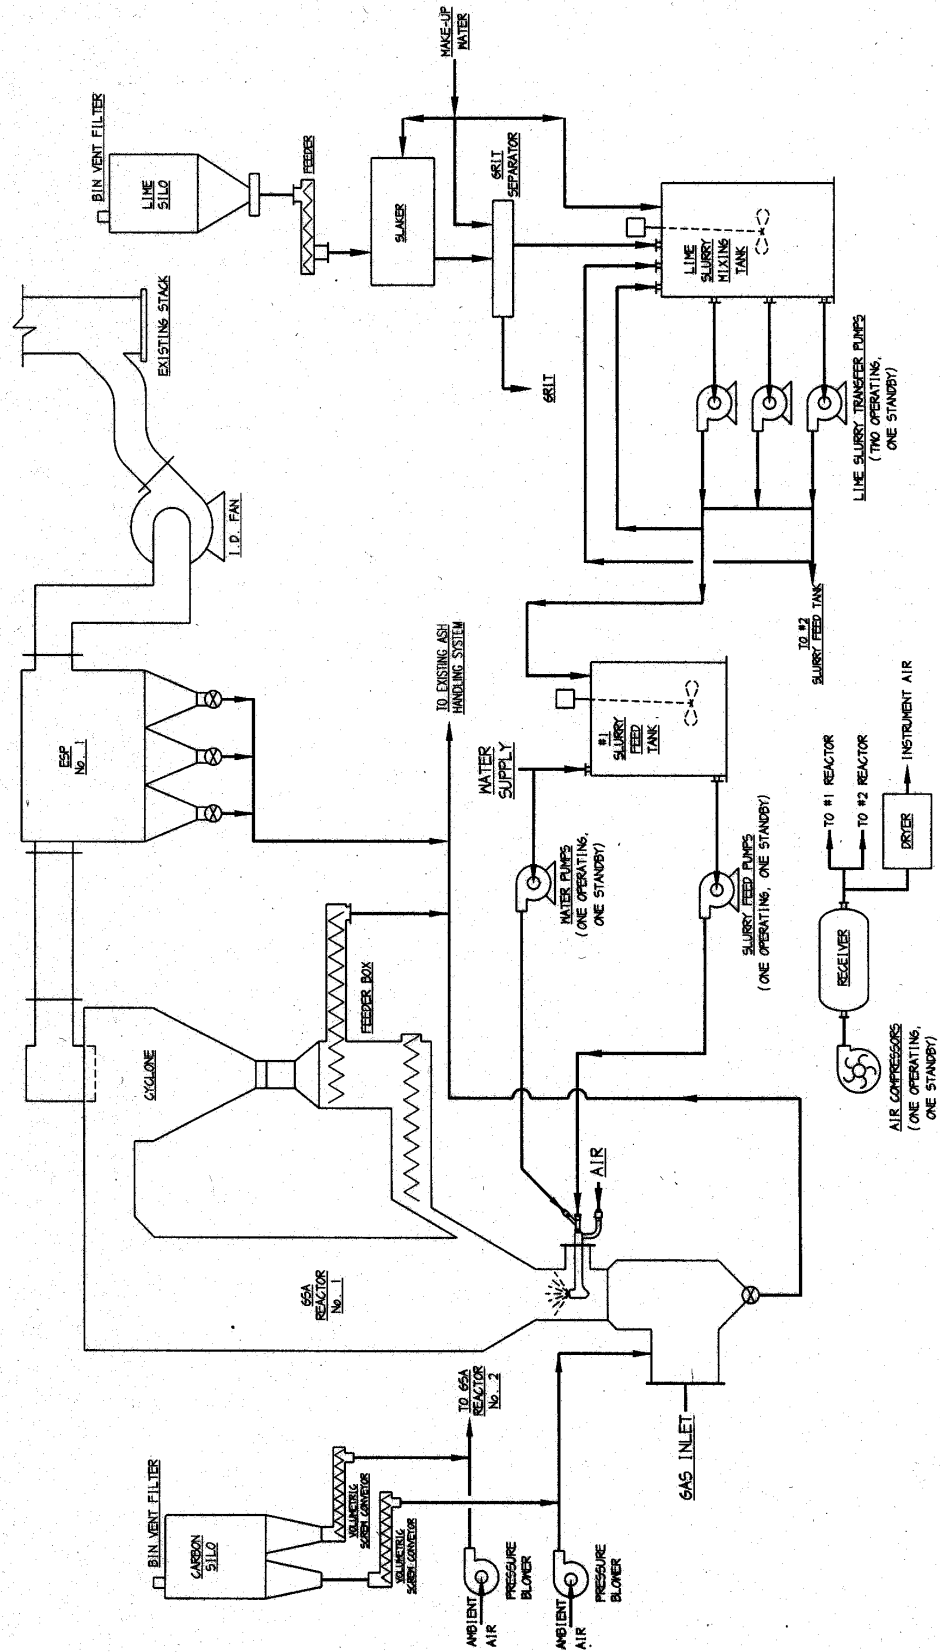 BIN VENT FILTER
CARBON
SILO
VOLUMETRIC
SCREW CONVEYOR
VOLUMETRIC
SCREW CONVEYOR
AMBIENT
AIR
PRESSURE
BLOWER
AMBIENT
AIR
PRESSURE
BLOWER
TO GSA
REACTOR
No. 2
GAS INLET
GSA
REACTOR
No. 1
CYCLONE
FEEDER BOX
AIR
ESP
No. 1
TO EXISTING ASH
HANDLING SYSTEM
I.D. FAN
EXISTING STACK
WATER
SUPPLY
WATER PUMPS
(ONE OPERATING,
ONE STANDBY)
#1
SLURRY
FEED
TANK
SLURRY FEED PUMPS
(ONE OPERATING, ONE STANDBY)
AIR COMPRESSORS
(ONE OPERATING,
ONE STANDBY)
RECEIVER
TO #1 REACTOR
TO #2 REACTOR
DRYER
INSTRUMENT AIR
BIN VENT FILTER
LIME
SILO
FEEDER
SLAKER
MAKE-UP
WATER
GRIT
SEPARATOR
GRIT
LIME
SLURRY
MIXING
TANK
LIME SLURRY TRANSFER PUMPS
(TWO OPERATING,
ONE STANDBY)
TO #2
SLURRY FEED TANK